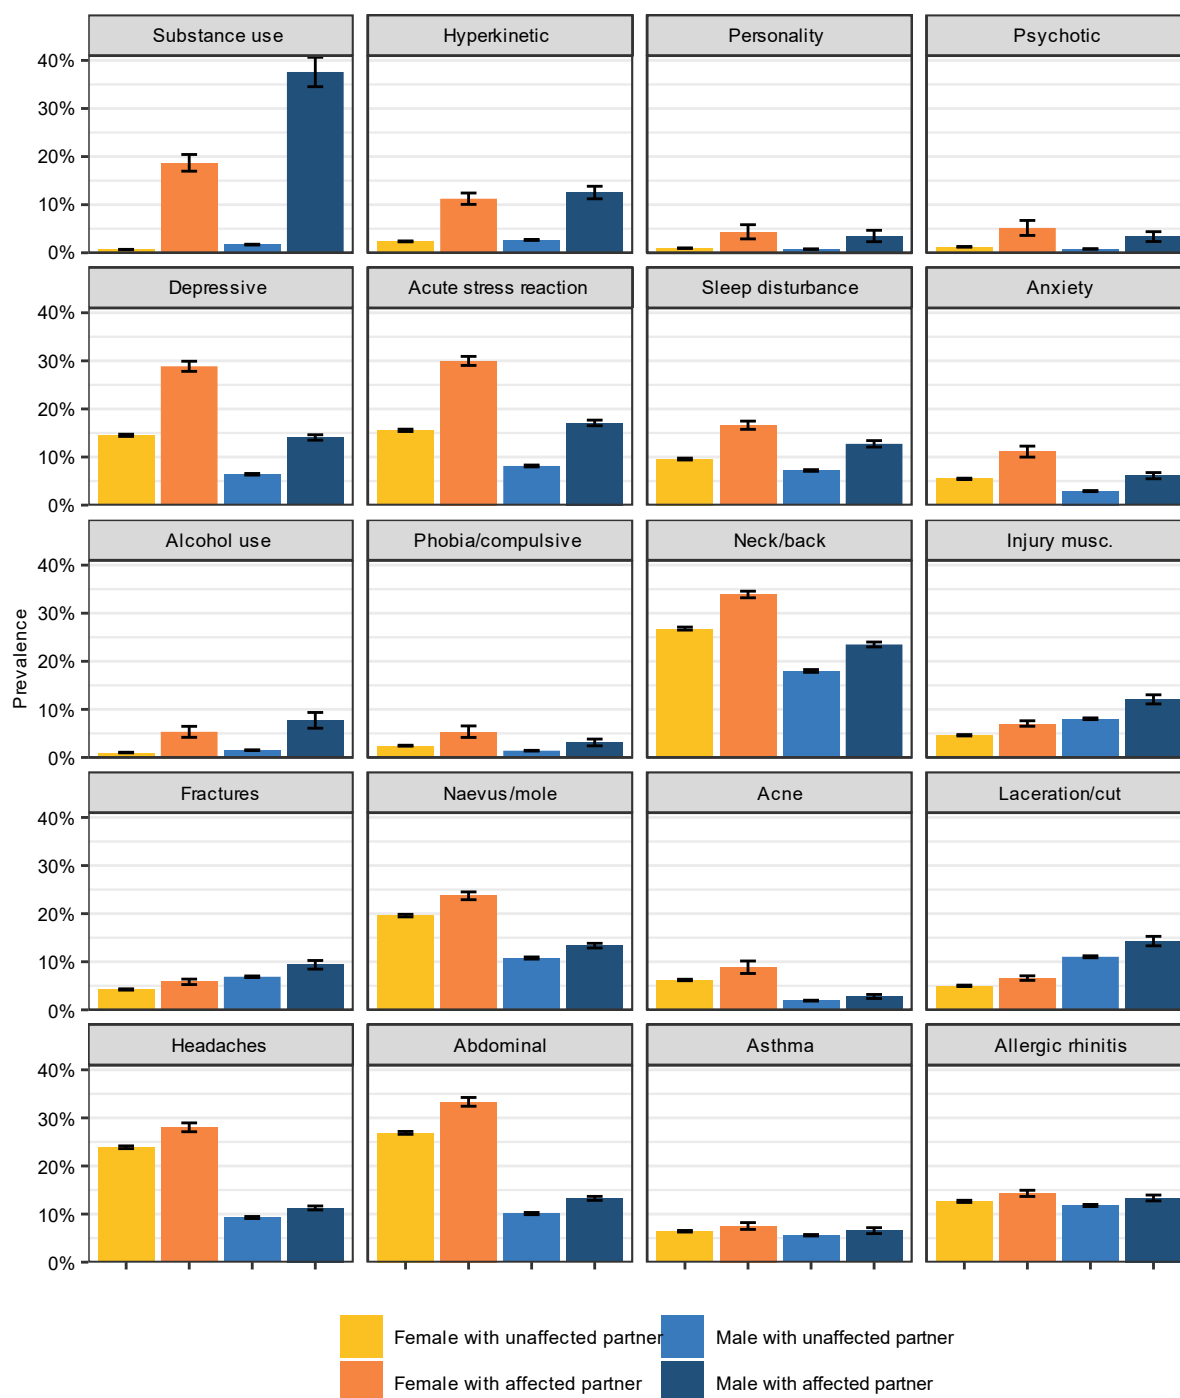 Substance use
Hyperkinetic
Personality
Psychotic
40%
30%
20%
10%
0%
Depressive
Acute stress reaction
Sleep disturbance
Anxiety
40%
30%
20%
10%
0%
Alcohol use
Phobia/compulsive
Neck/back
Injury musc.
40%
30%
20%
10%
0%
Prevalence
Fractures
Naevus/mole
Acne
Laceration/cut
40%
30%
20%
10%
0%
Headaches
Abdominal
Asthma
Allergic rhinitis
40%
30%
20%
10%
0%
Female with unaffected partner
Male with unaffected partner
Female with affected partner
Male with affected partner